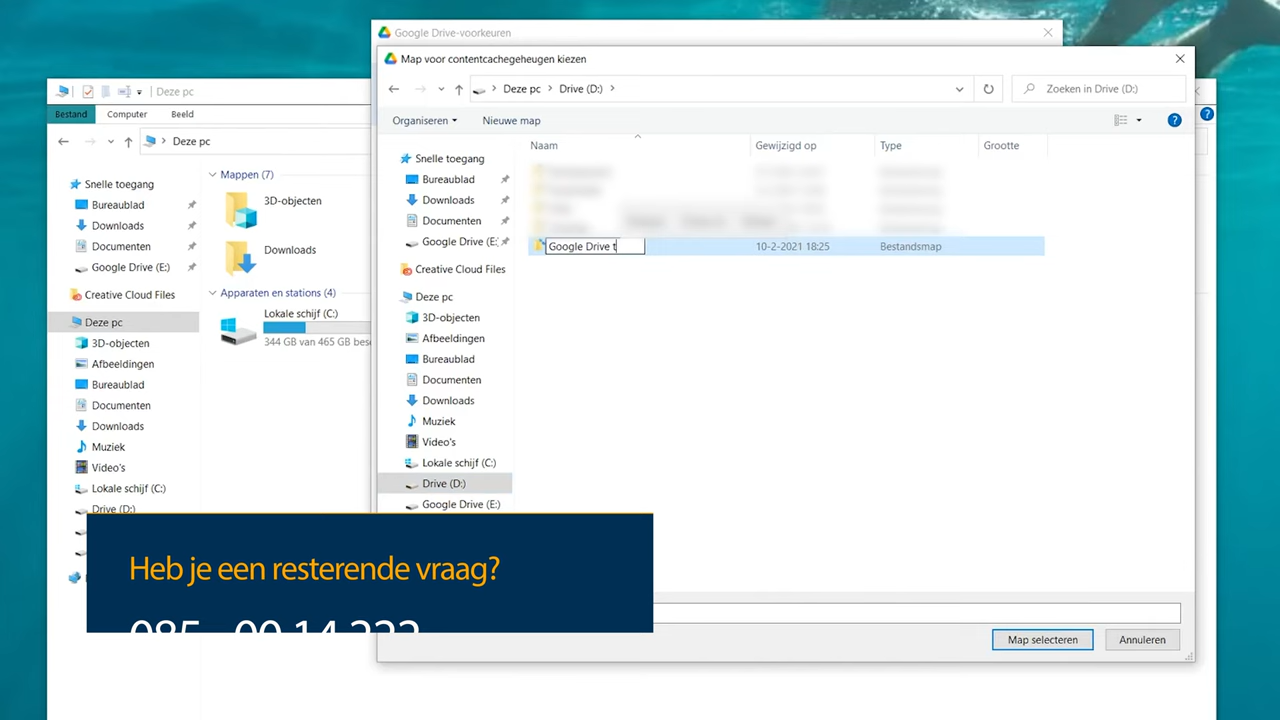 Google Drive-voorkeuren
Map voor contentcachegeheugen kiezen
Deze pc
Deze pc Drive (D:)
Zoeken in Drive (D:)
Bestand Computer Beeld
Organiseren Nieuwe map
Deze pc
Naam Gewijzigd op Type Grootte
Snelle toegang
Bureaublad
Downloads
Documenten
Google Drive (E:)
Creative Cloud Files
Deze pc
3D-objecten
Afbeeldingen
Bureaublad
Documenten
Downloads
Muziek
Video's
Lokale schijf (C:)
Drive (D:)
Mappen (7)
3D-objecten
Downloads
Apparaten en stations (4)
Lokale schijf (C:)
344 GB van 465 GB
Snelle toegang
Bureaublad
Downloads
Documenten
Google Drive (E:
Creative Cloud Files
Deze pc
3D-objecten
Afbeeldingen
Bureaublad
Documenten
Downloads
Muziek
Video's
Lokale schijf (C:)
Drive (D:)
Google Drive (E:)
Google Drive t 10-2-2021 18:25 Bestandsmap
Heb je een resterende vraag?
Map selecteren Annuleren